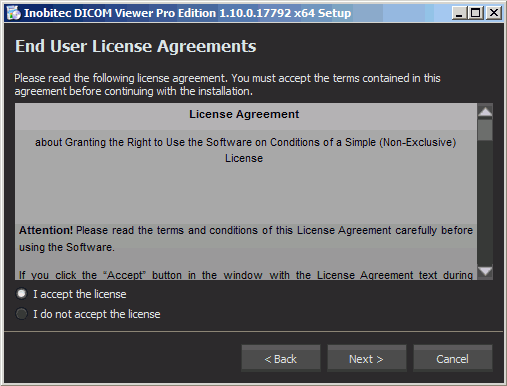 Inobitec DICOM Viewer Pro Edition 1.10.0.17792 x64 Setup
End User License Agreements
Please read the following license agreement. You must accept the terms contained in this
agreement before continuing with the installation.
License Agreement
about Granting the Right to Use the Software on Conditions of a Simple (Non-Exclusive)
License
Attention! Please read the terms and conditions of this License Agreement carefully before
using the Software.
If you click the “Accept” button in the window with the License Agreement text during
I accept the license
I do not accept the license
< Back
Next >
Cancel